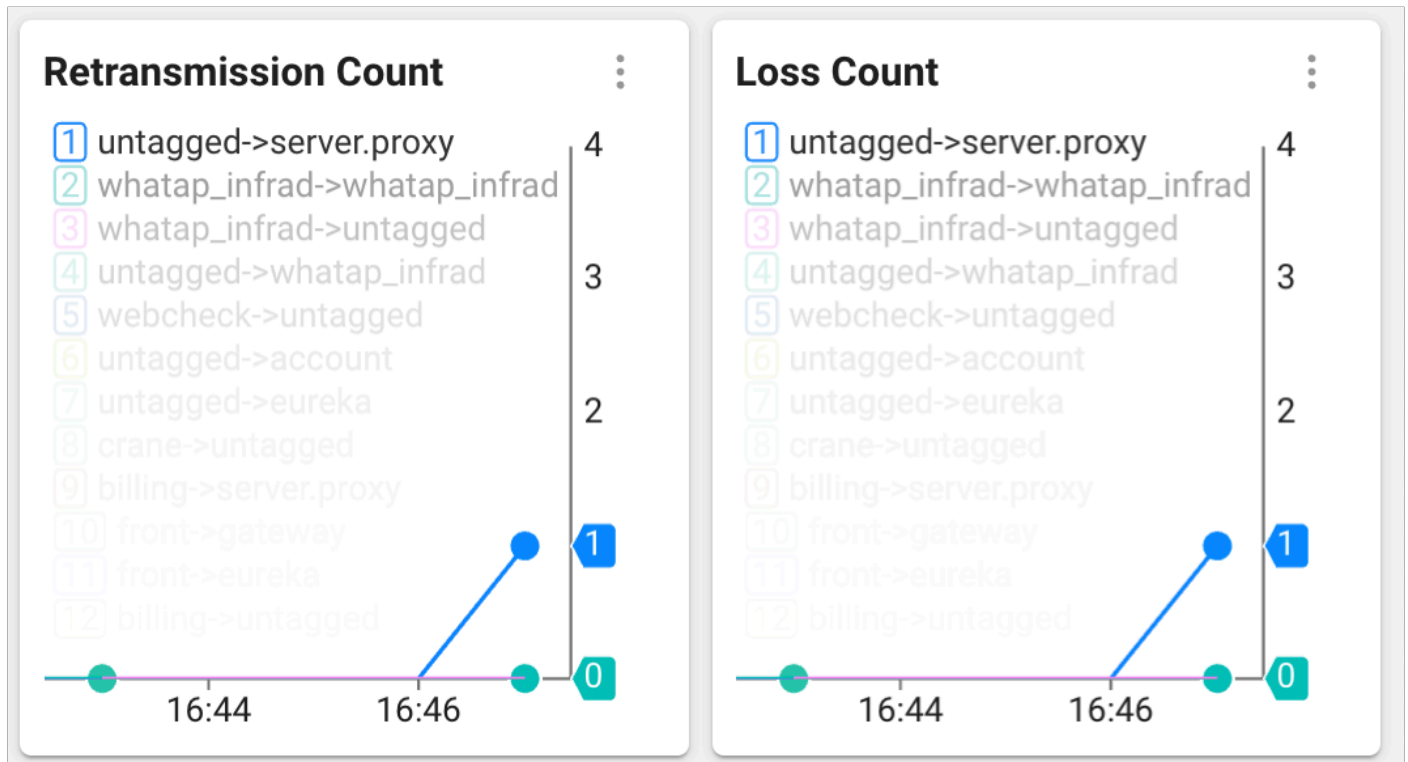 Retransmission Count
1 untagged->server.proxy
2 whatap_infrad->whatap_infrad
3 whatap_infrad->untagged
4 untagged->whatap_infrad
5 webcheck->untagged
6 untagged->account
7 untagged->eureka
8 crane->untagged
9 billing->server.proxy
10 front->gateway
11 front->eureka
12 billing->untagged
4
3
2
1
0
16:44 16:46
Loss Count
1 untagged->server.proxy
2 whatap_infrad->whatap_infrad
3 whatap_infrad->untagged
4 untagged->whatap_infrad
5 webcheck->untagged
6 untagged->account
7 untagged->eureka
8 crane->untagged
9 billing->server.proxy
10 front->gateway
11 front->eureka
12 billing->untagged
4
3
2
1
0
16:44 16:46